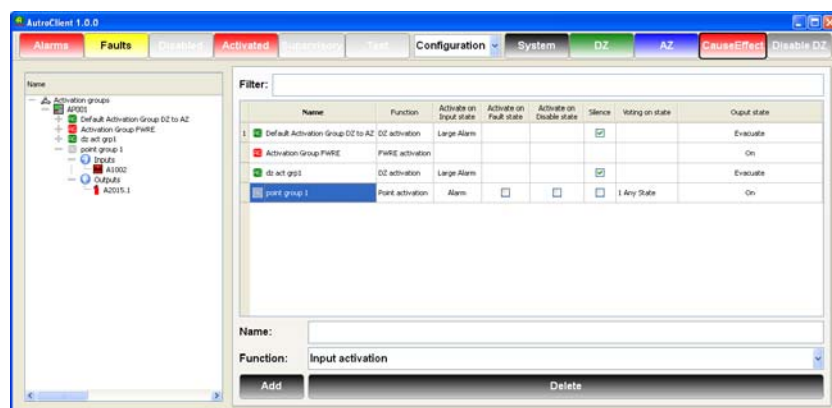 AutroClient 1.0.0
Alarms Faults Disabled Activated Supervisory Test Configuration System DZ AZ CauseEffect Disable DZ
Name
Activation groups
AP001
Default Activation Group DZ to AZ
Activation Group PWRE
dz act grp1
point group 1
Inputs
A1002
Outputs
A2015.1
Filter:
Name Function Activate on Input state Activate on Fault state Activate on Disable state Silence Voting on state Ouput state
1 Default Activation Group DZ to AZ DZ activation Large Alarm Evacuate
Activation Group PWRE PWRE activation On
dz act grp1 DZ activation Large Alarm Evacuate
point group 1 Point activation Alarm 1 Any State On
Name:
Function: Input activation
Add Delete